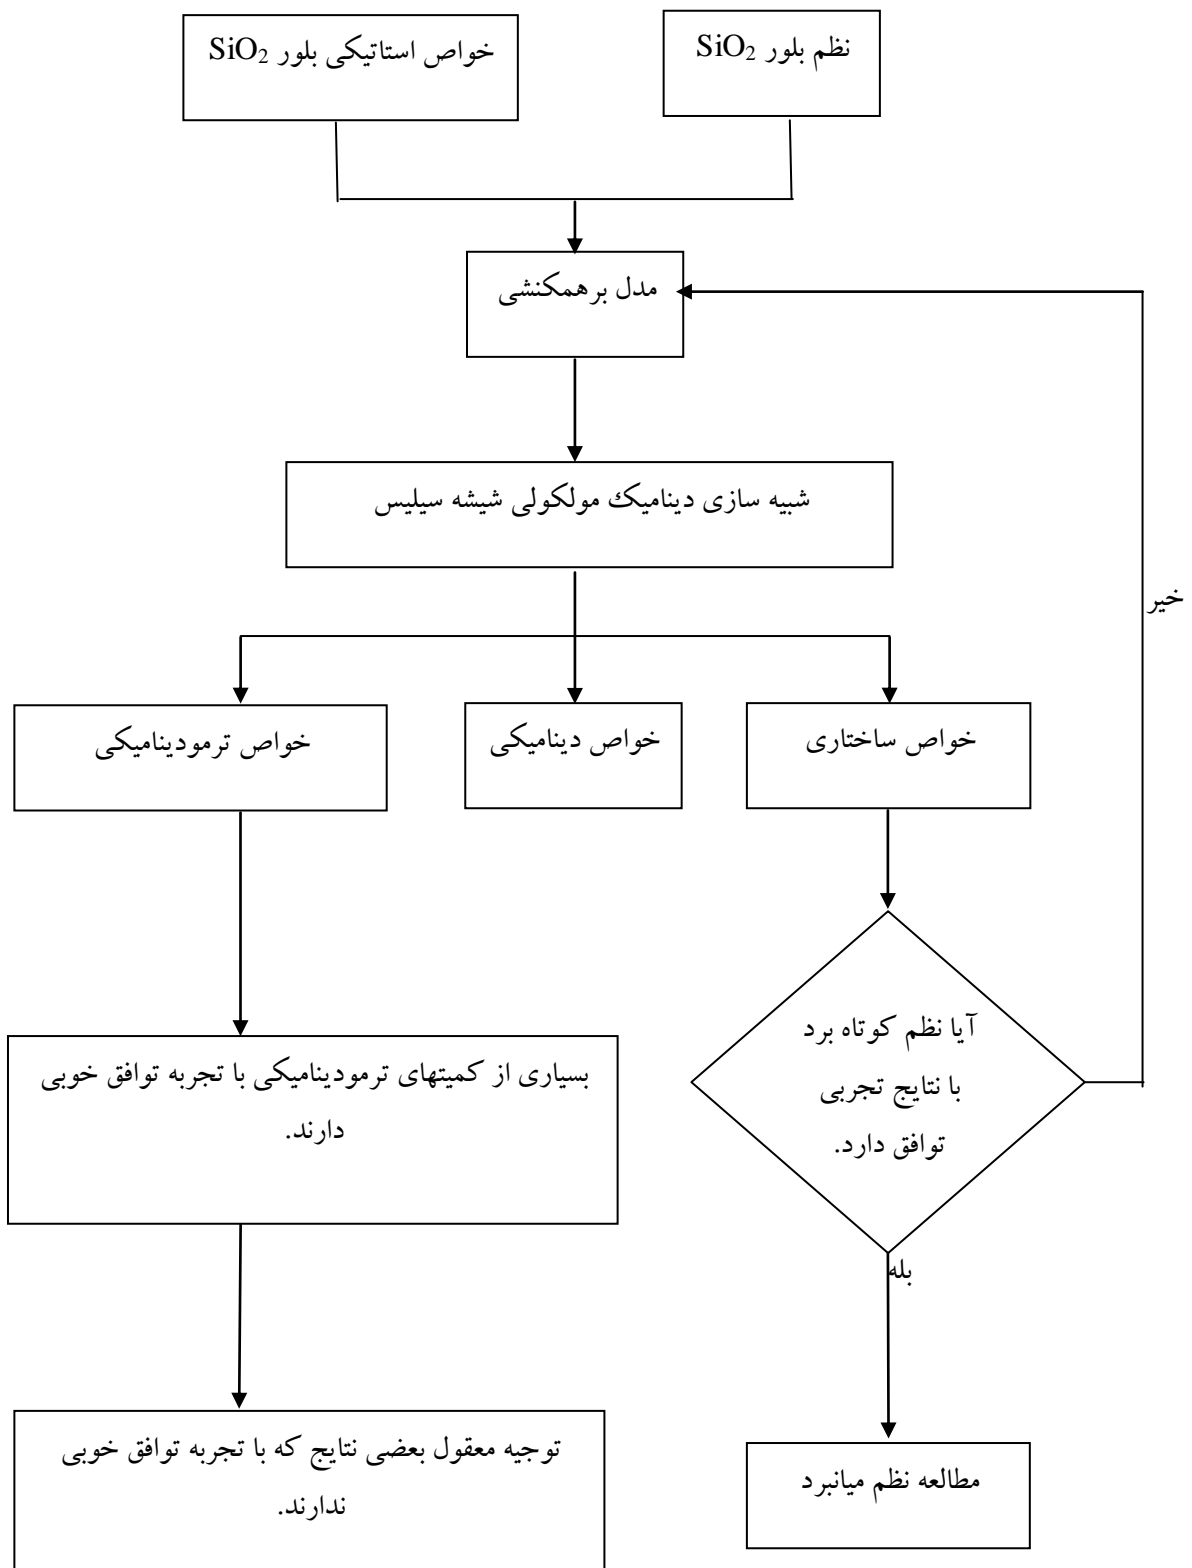 نظم بلور SiO₂
خواص استاتیکی بلور SiO₂
مدل برهمکنشی
شبیه سازی دینامیک مولکولی شیشه سیلیس
خیر
خواص ساختاری
خواص دینامیکی
خواص ترمودینامیکی
آیا نظم کوتاه برد
با نتایج تجربی
توافق دارد.
بسیاری از کمیتهای ترمودینامیکی با تجربه توافق خوبی
دارند.
بله
مطالعه نظم میانبرد
توجیه معقول بعضی نتایج که با تجربه توافق خوبی
ندارند.